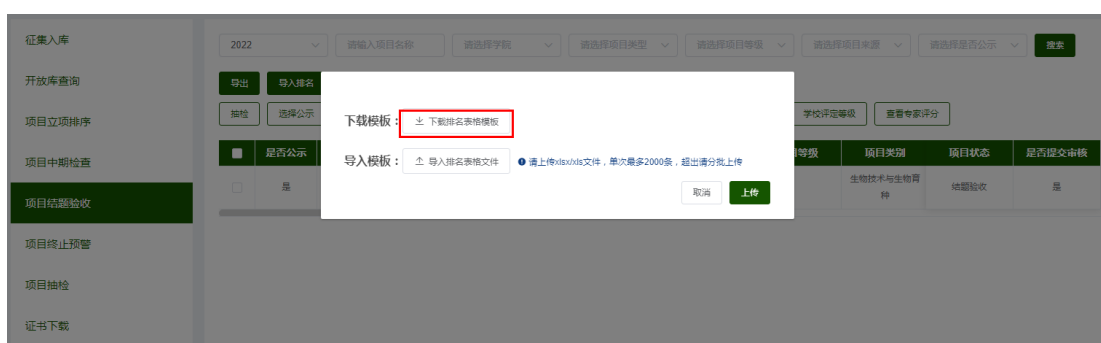 征集入库
开放库查询
项目立项排序
项目中期检查
项目结题验收
项目终止预警
项目抽检
证书下载
2022 请输入项目名称 请选择学院 请选择项目类型 请选择项目等级 请选择项目来源 请选择是否公示 搜索
导出 导入排名
抽检 选择公示 学校评定等级 查看专家评分
下载模板： 下载排名表格模板
导入模板： 导入排名表格文件 请上传xlsx/xls文件，单次最多2000条，超出请分批上传
取消 上传
是否公示 等级 项目类别 项目状态 是否提交审核
是 生物技术与生物育 结题验收 是
种